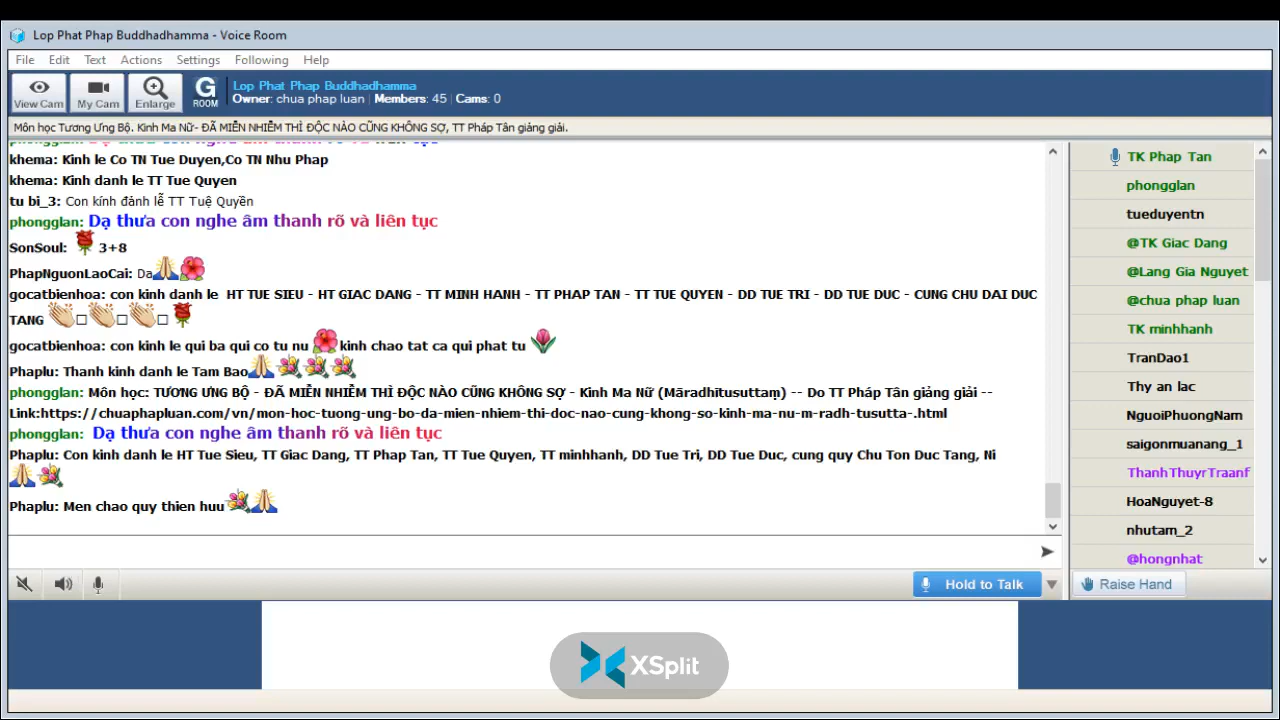 Lop Phat Phap Buddhadhamma - Voice Room
File Edit Text Actions Settings Following Help
View Cam My Cam Enlarge G ROOM
Lop Phat Phap Buddhadhamma
Owner: chua phap luan | Members: 45 | Cams: 0
Môn học Tương Ưng Bộ. Kinh Ma Nữ- ĐÃ MIỄN NHIỄM THÌ ĐỘC NÀO CŨNG KHÔNG SỢ, TT Pháp Tân giảng giải.
khema: Kinh le Co TN Tue Duyen,Co TN Nhu Phap
khema: Kinh danh le TT Tue Quyen
tu bi_3: Con kính đảnh lễ TT Tuệ Quyền
phongglan: Dạ thưa con nghe âm thanh rõ và liên tục
SonSoul: 3+8
PhapNguonLaoCai: Da
gocatbienhoa: con kinh danh le HT TUE SIEU - HT GIAC DANG - TT MINH HANH - TT PHAP TAN - TT TUE QUYEN - DD TUE TRI - DD TUE DUC - CUNG CHU DAI DUC
TANG
gocatbienhoa: con kinh le qui ba qui co tu nu kinh chao tat ca qui phat tu
Phaplu: Thanh kinh danh le Tam Bao
phongglan: Môn học: TƯƠNG ƯNG BỘ - ĐÃ MIỄN NHIỄM THÌ ĐỘC NÀO CŨNG KHÔNG SỢ - Kinh Ma Nữ (Māradhītusuttaṃ) -- Do TT Pháp Tân giảng giải --
Link:https://chuaphapluan.com/vn/mon-hoc-tuong-ung-bo-da-mien-nhiem-thi-doc-nao-cung-khong-so-kinh-ma-nu-m-radh-tusutta-.html
phongglan: Dạ thưa con nghe âm thanh rõ và liên tục
Phaplu: Con kinh danh le HT Tue Sieu, TT Giac Dang, TT Phap Tan, TT Tue Quyen, TT minhhanh, DD Tue Tri, DD Tue Duc, cung quy Chu Ton Duc Tang, Ni
Phaplu: Men chao quy thien huu
TK Phap Tan
phongglan
tueduyentn
@TK Giac Dang
@Lang Gia Nguyet
@chua phap luan
TK minhhanh
TranDao1
Thy an lac
NguoiPhuongNam
saigonmuanang_1
ThanhThuyrTraanf
HoaNguyet-8
nhutam_2
@hongnhat
Hold to Talk
Raise Hand
XSplit